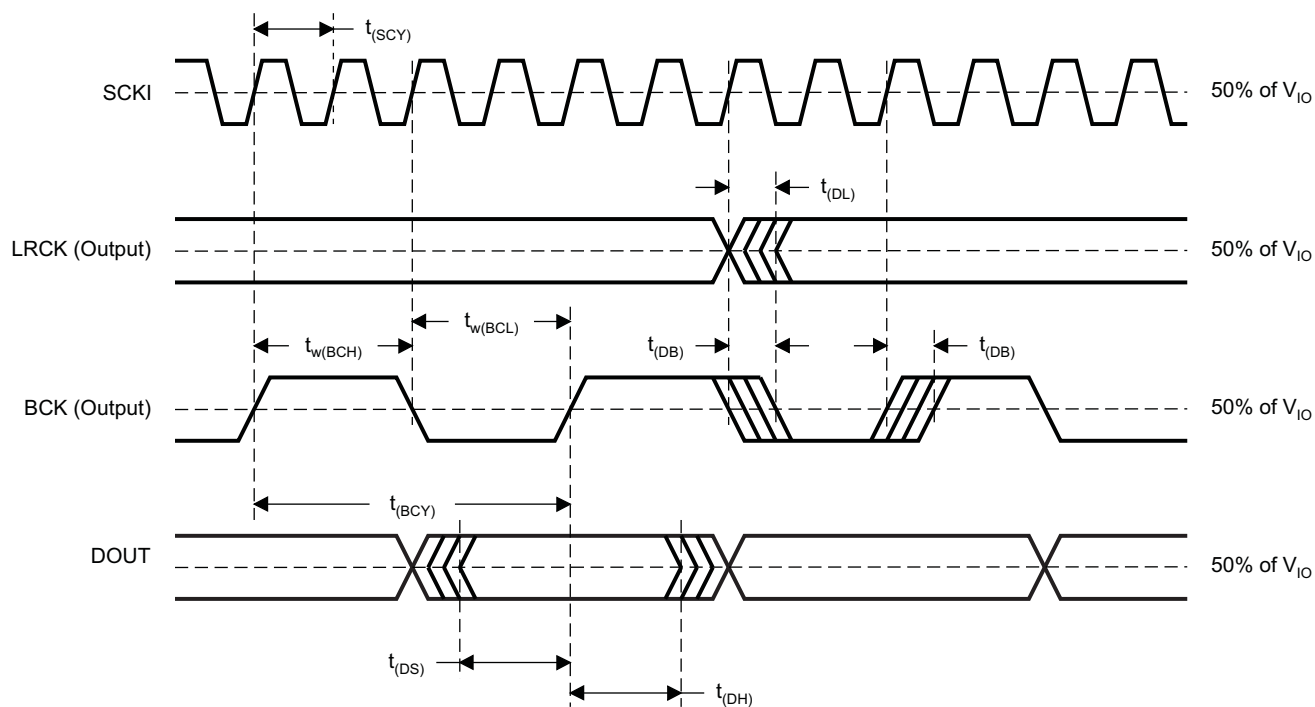 t(SCY)
SCKI
50% of VIO
t(DL)
LRCK (Output)
50% of VIO
tw(BCL)
tw(BCH)
t(DB)
t(DB)
BCK (Output)
50% of VIO
t(BCY)
DOUT
50% of VIO
t(DS)
t(DH)